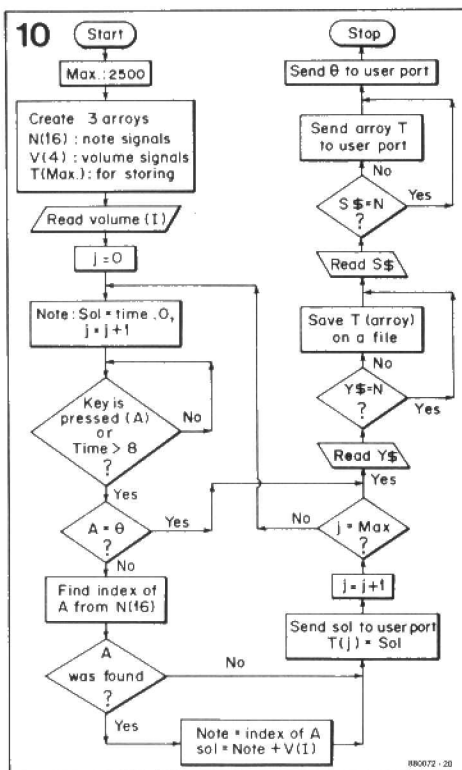 10
Start
Max.:2500
Create 3 arrays
N(16) : note signals
V(4) : volume signals
T(Max.) : for storing
Read volume (I)
j=0
Note : Sol = time .0,
j = j+1
Key is
pressed (A)
or
Time > 8
?
No
Yes
A = θ
?
Yes
No
Find index of
A from N(16)
A
was found
?
No
Yes
Note = index of A
sol = Note + V(I)
Send sol to user port
T(j) = Sol
j = j+1
j = Max
?
No
Yes
Read Y$
Y$=N
?
Yes
No
Save T (array)
on a file
Read S$
S$=N
?
Yes
No
Send array T
to user port
Send θ to user port
Stop
880072 - 20